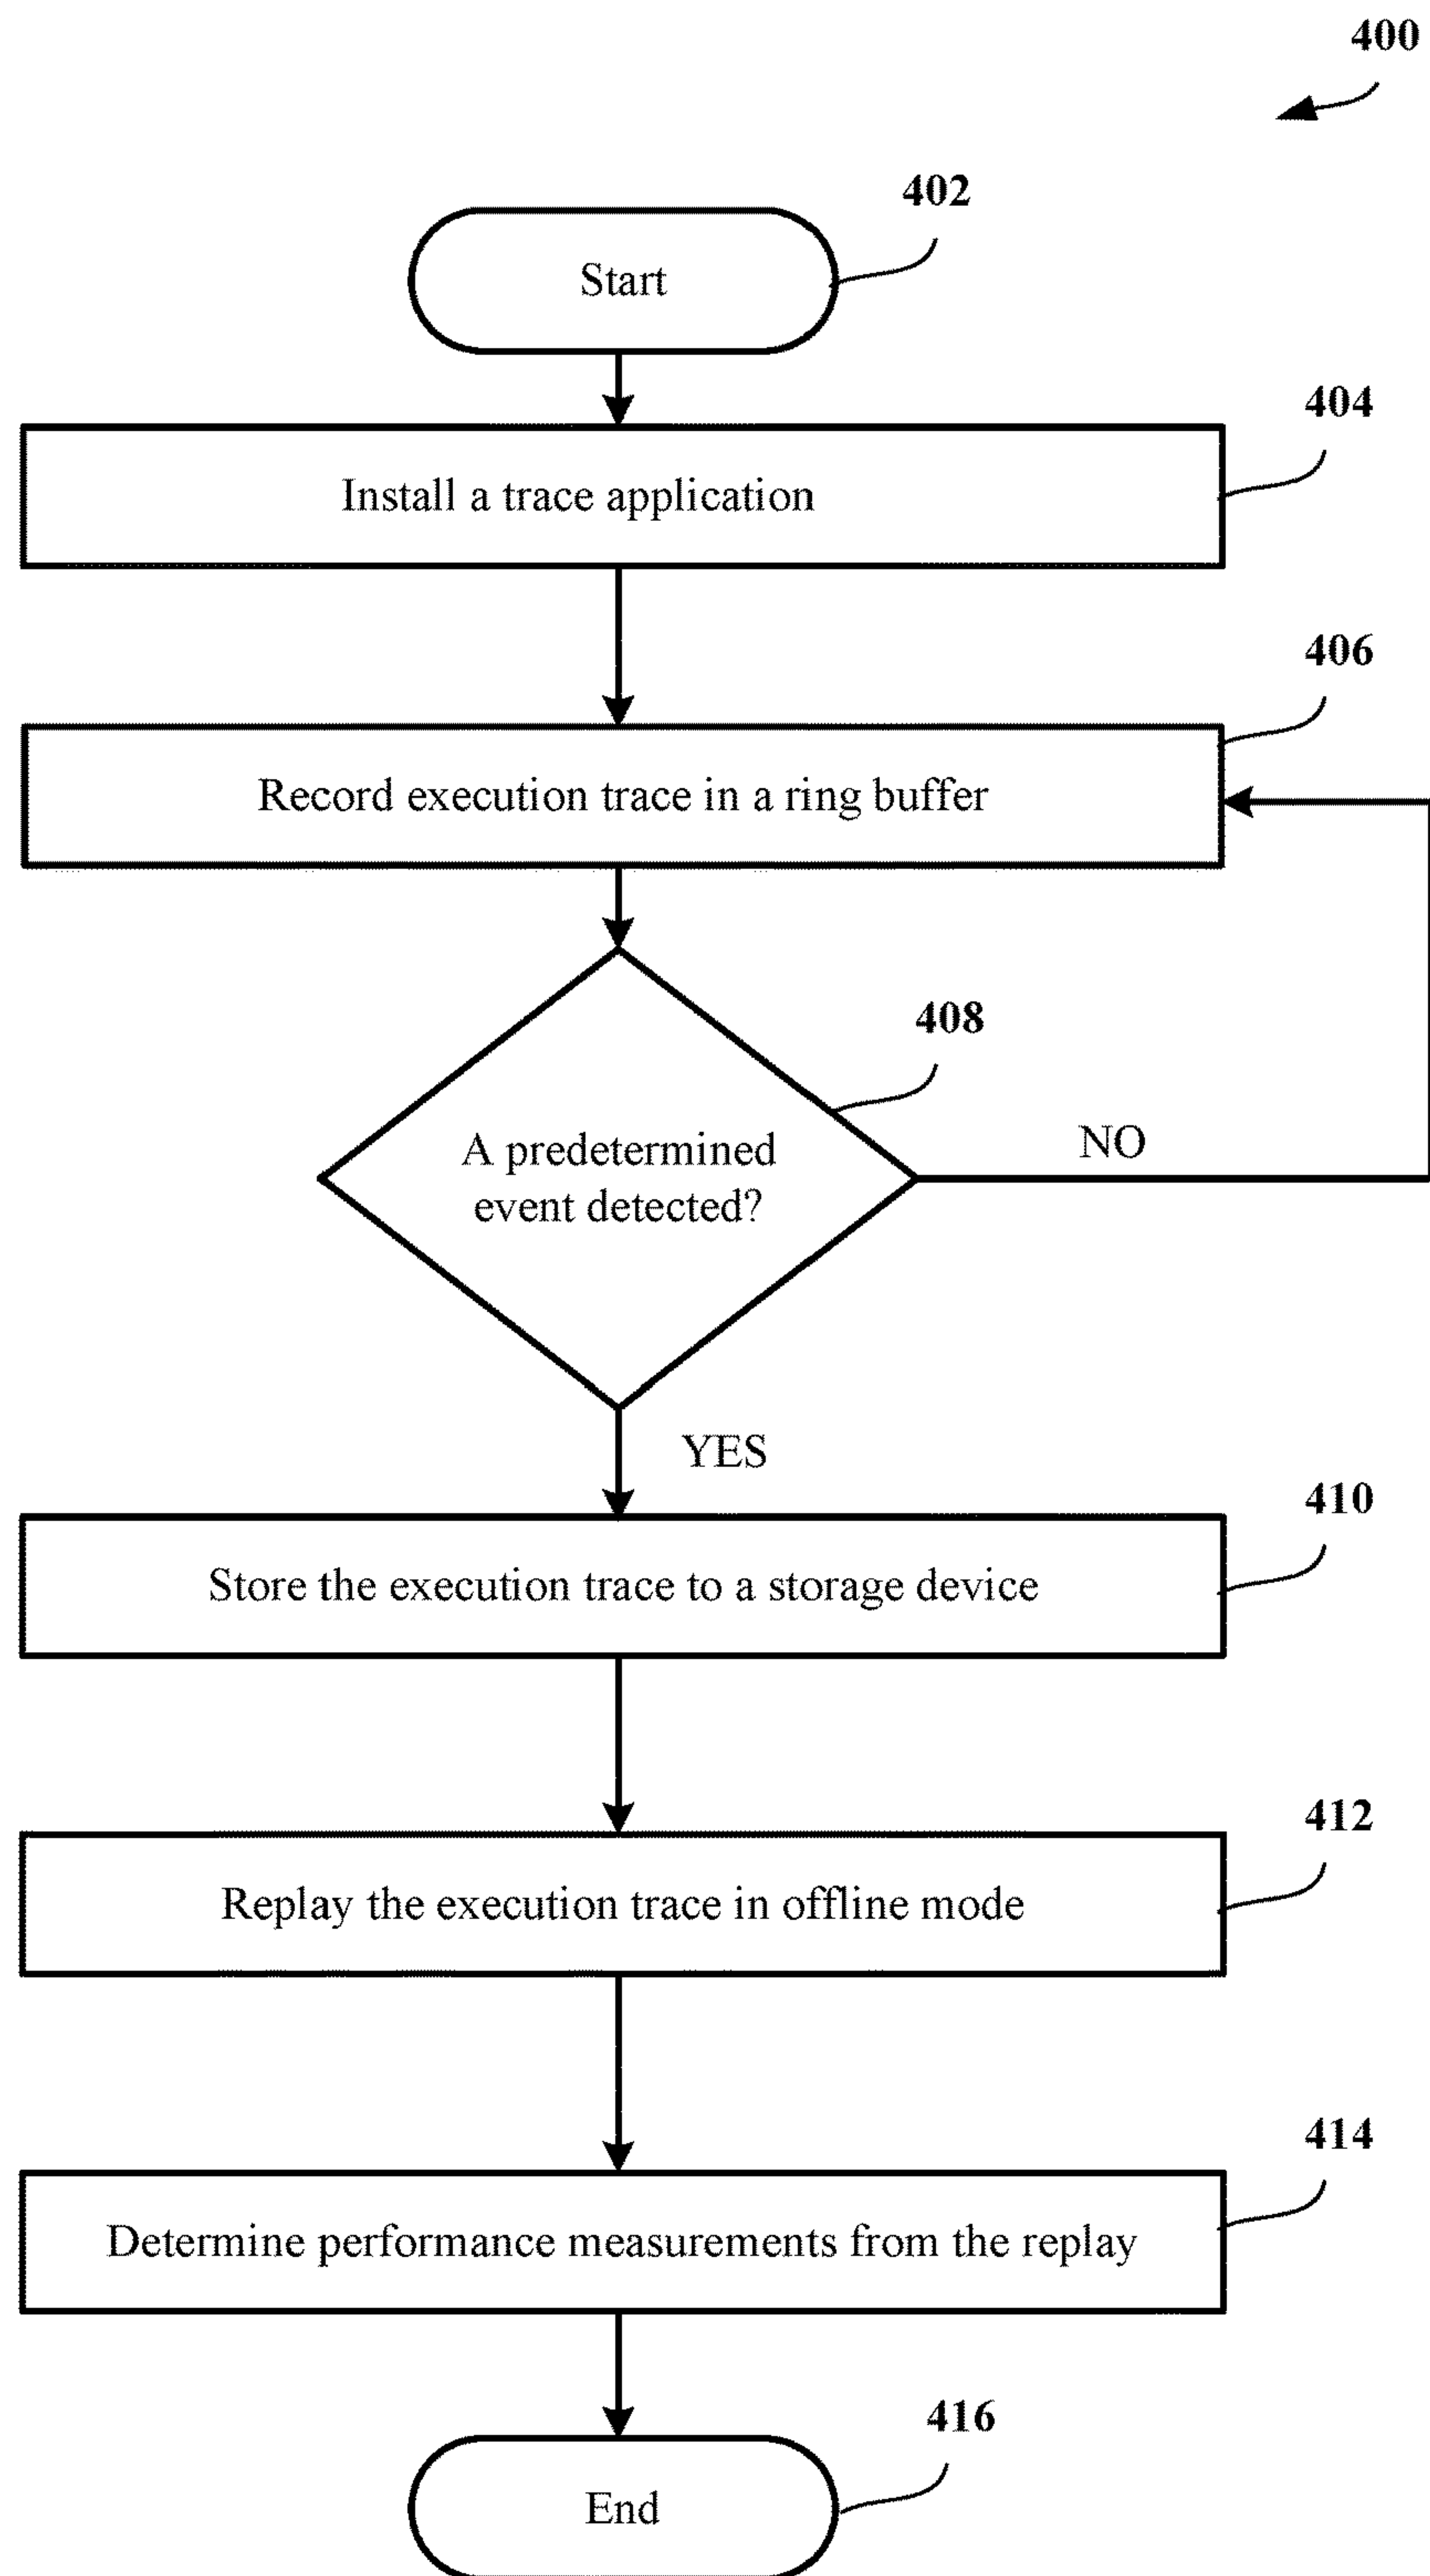 400
402
Start
404
Install a trace application
406
Record execution trace in a ring buffer
408
A predetermined
event detected?
NO
YES
410
Store the execution trace to a storage device
412
Replay the execution trace in offline mode
414
Determine performance measurements from the replay
416
End